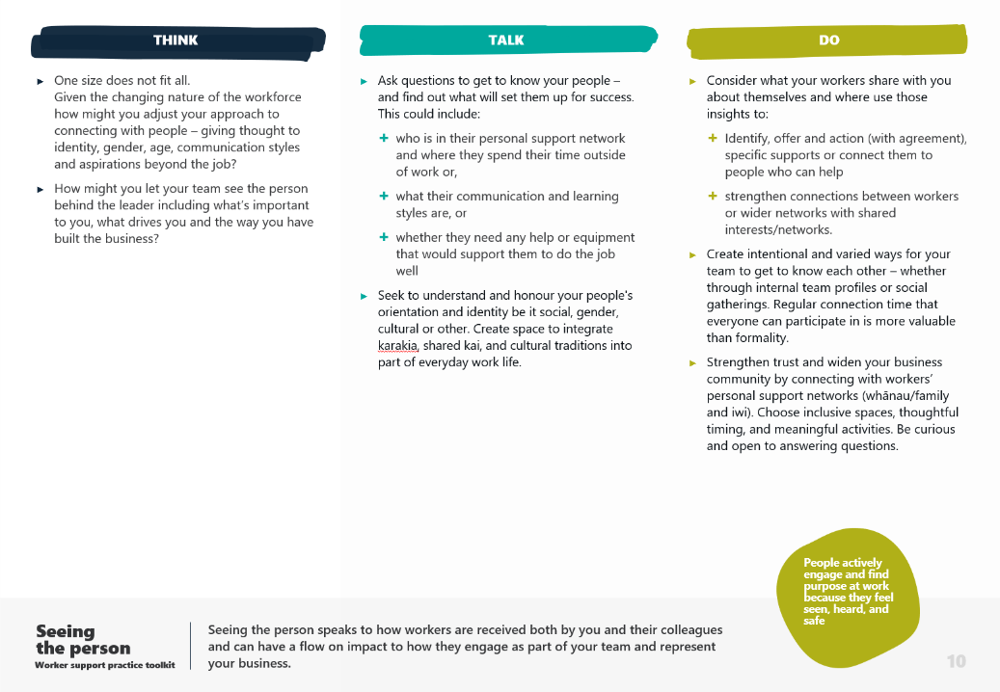 THINK
► One size does not fit all.
Given the changing nature of the workforce
how might you adjust your approach to
connecting with people – giving thought to
identity, gender, age, communication styles
and aspirations beyond the job?
► How might you let your team see the person
behind the leader including what's important
to you, what drives you and the way you have
built the business?
TALK
► Ask questions to get to know your people –
and find out what will set them up for success.
This could include:
+ who is in their personal support network
and where they spend their time outside
of work or,
+ what their communication and learning
styles are, or
+ whether they need any help or equipment
that would support them to do the job
well
► Seek to understand and honour your people's
orientation and identity be it social, gender,
cultural or other. Create space to integrate
karakia, shared kai, and cultural traditions into
part of everyday work life.
DO
► Consider what your workers share with you
about themselves and where use those
insights to:
+ Identify, offer and action (with agreement),
specific supports or connect them to
people who can help
+ strengthen connections between workers
or wider networks with shared
interests/networks.
► Create intentional and varied ways for your
team to get to know each other – whether
through internal team profiles or social
gatherings. Regular connection time that
everyone can participate in is more valuable
than formality.
► Strengthen trust and widen your business
community by connecting with workers'
personal support networks (whānau/family
and iwi). Choose inclusive spaces, thoughtful
timing, and meaningful activities. Be curious
and open to answering questions.
People actively
engage and find
purpose at work
because they feel
seen, heard, and
safe
Seeing
the person
Worker support practice toolkit
Seeing the person speaks to how workers are received both by you and their colleagues
and can have a flow on impact to how they engage as part of your team and represent
your business.
10